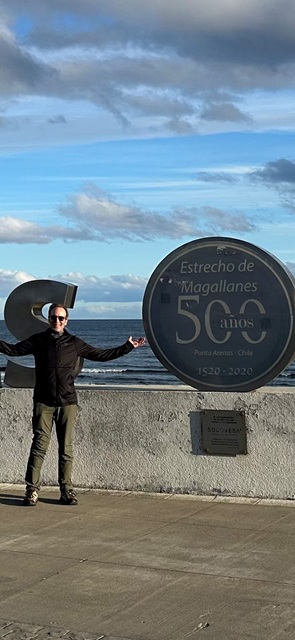 S
Estrecho de
Magallanes
500
años
Punta Arenas - Chile
1520 - 2020